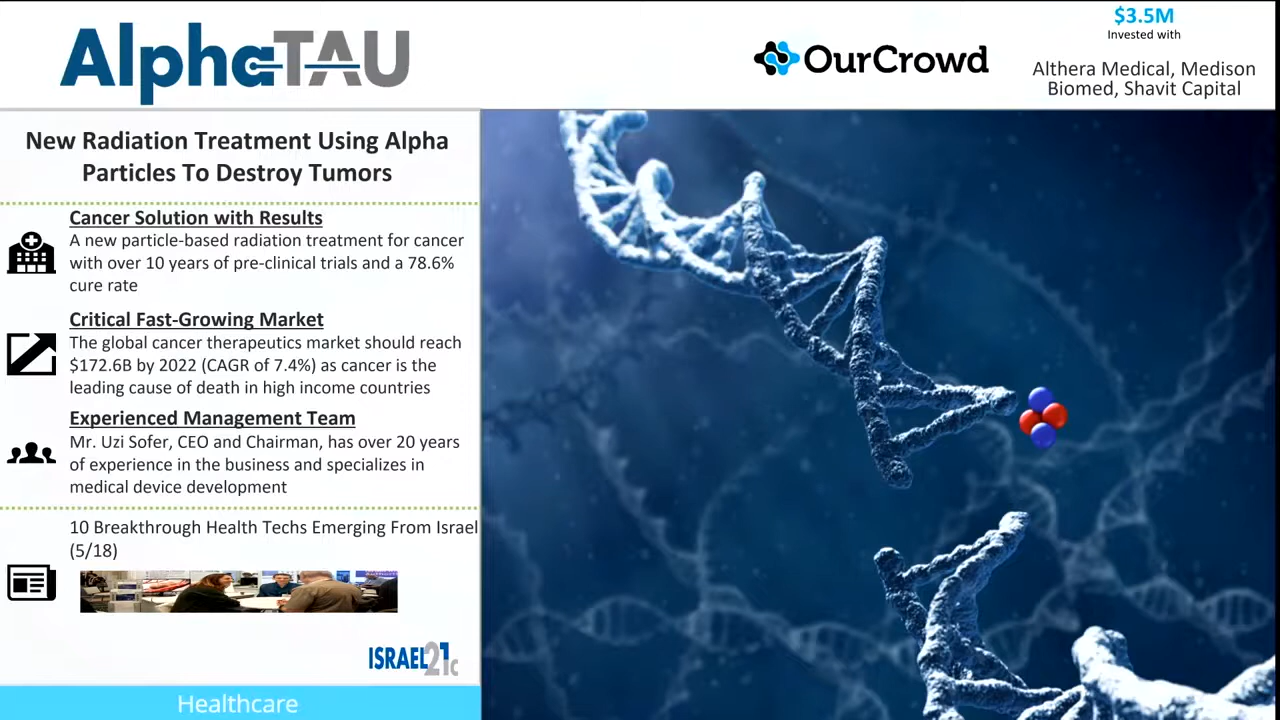 AlphaTAU
OurCrowd
$3.5M
Invested with
Althera Medical, Medison
Biomed, Shavit Capital
New Radiation Treatment Using Alpha
Particles To Destroy Tumors
Cancer Solution with Results
A new particle-based radiation treatment for cancer
with over 10 years of pre-clinical trials and a 78.6%
cure rate
Critical Fast-Growing Market
The global cancer therapeutics market should reach
$172.6B by 2022 (CAGR of 7.4%) as cancer is the
leading cause of death in high income countries
Experienced Management Team
Mr. Uzi Sofer, CEO and Chairman, has over 20 years
of experience in the business and specializes in
medical device development
10 Breakthrough Health Techs Emerging From Israel
(5/18)
ISRAEL21c
Healthcare